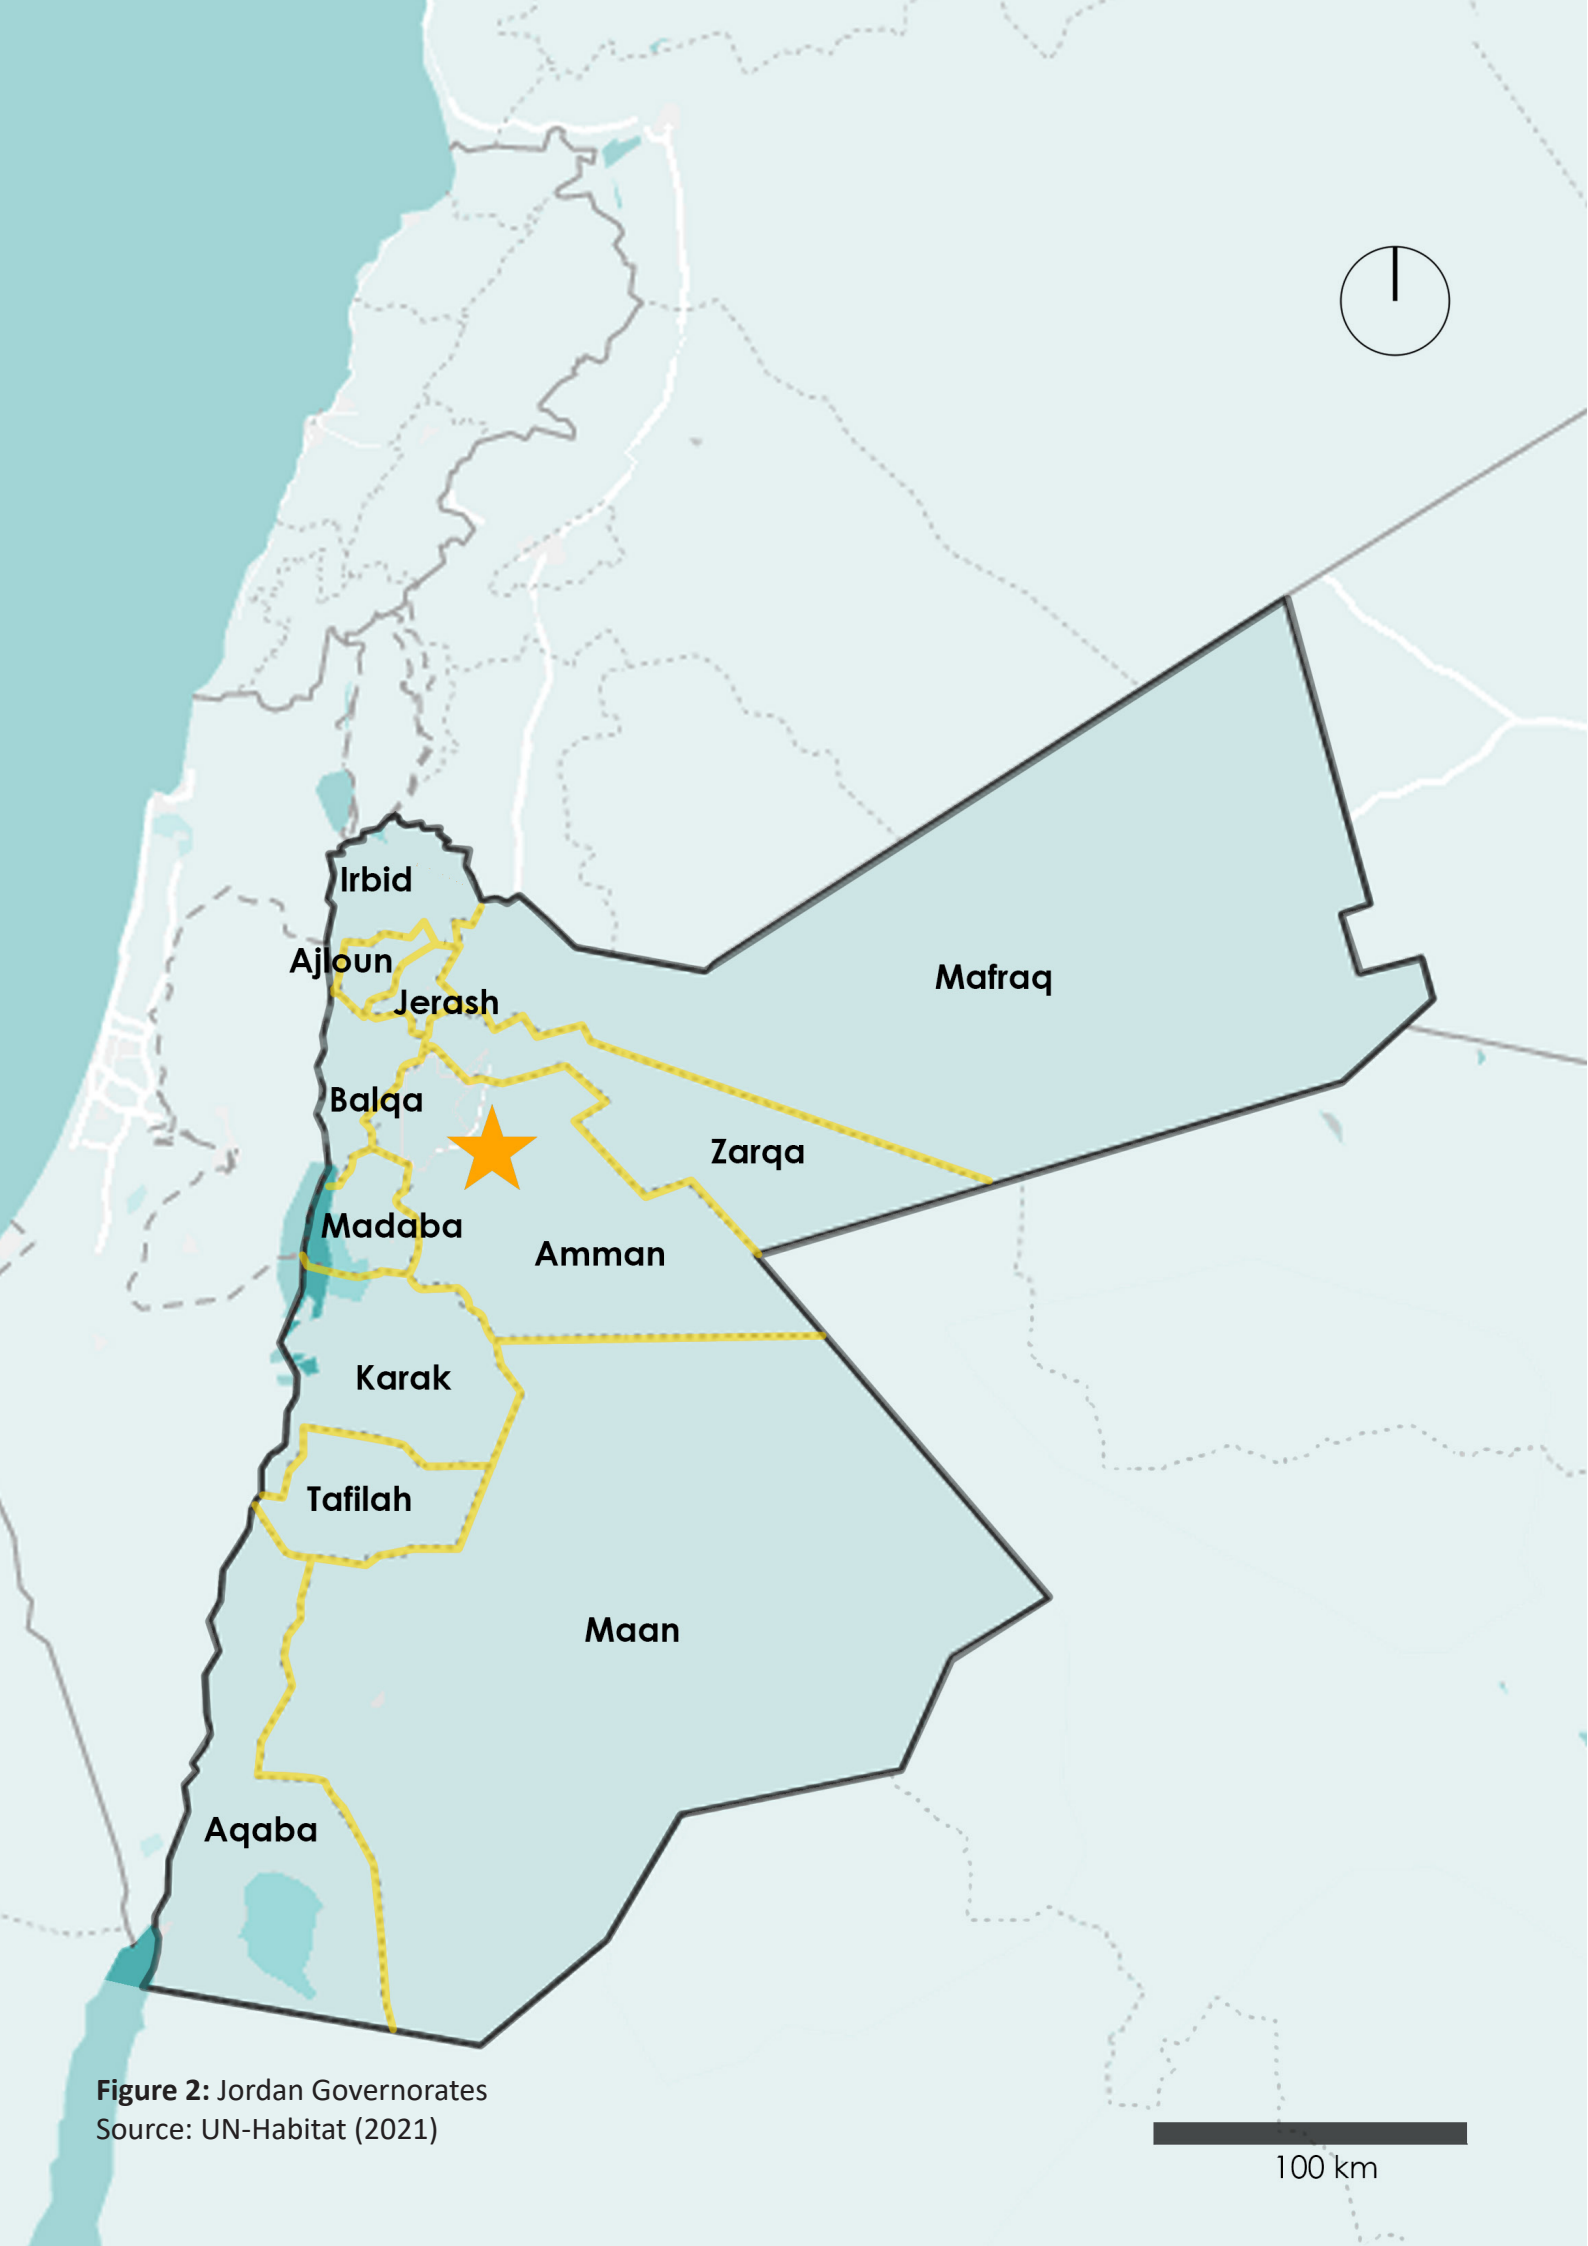 Irbid
Ajloun
Jerash
Mafraq
Balqa
Zarqa
Madaba
Amman
Karak
Tafilah
Maan
Aqaba
Figure 2: Jordan Governorates
Source: UN-Habitat (2021)
100 km